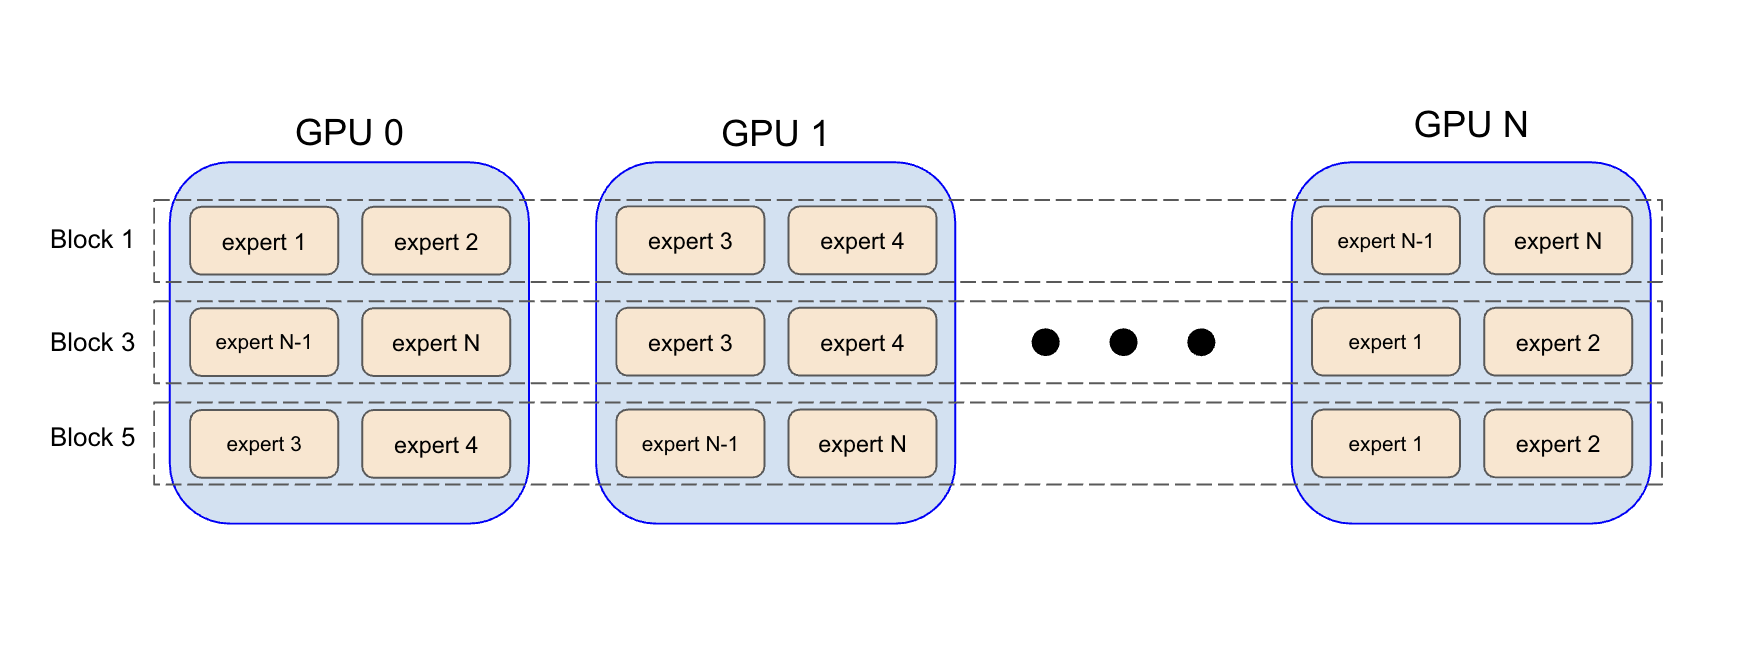 GPU 0
GPU 1
GPU N
Block 1
expert 1
expert 2
expert 3
expert 4
expert N-1
expert N
Block 3
expert N-1
expert N
expert 3
expert 4
expert 1
expert 2
Block 5
expert 3
expert 4
expert N-1
expert N
expert 1
expert 2